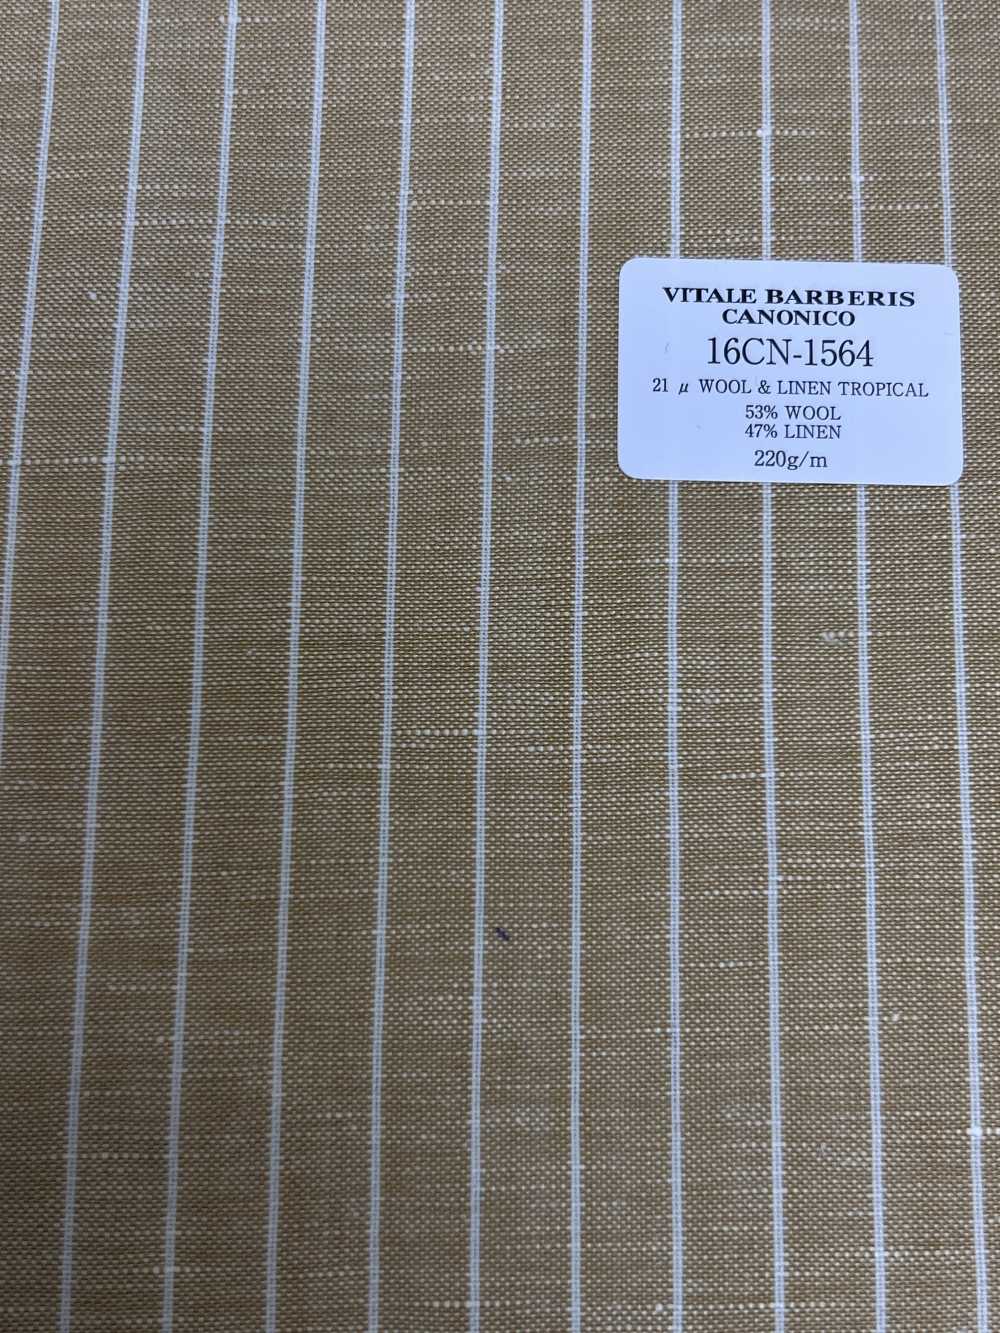 VITALE BARBERIS
CANONICO
16CN-1564
21 μ WOOL & LINEN TROPICAL
53% WOOL
47% LINEN
220g/m